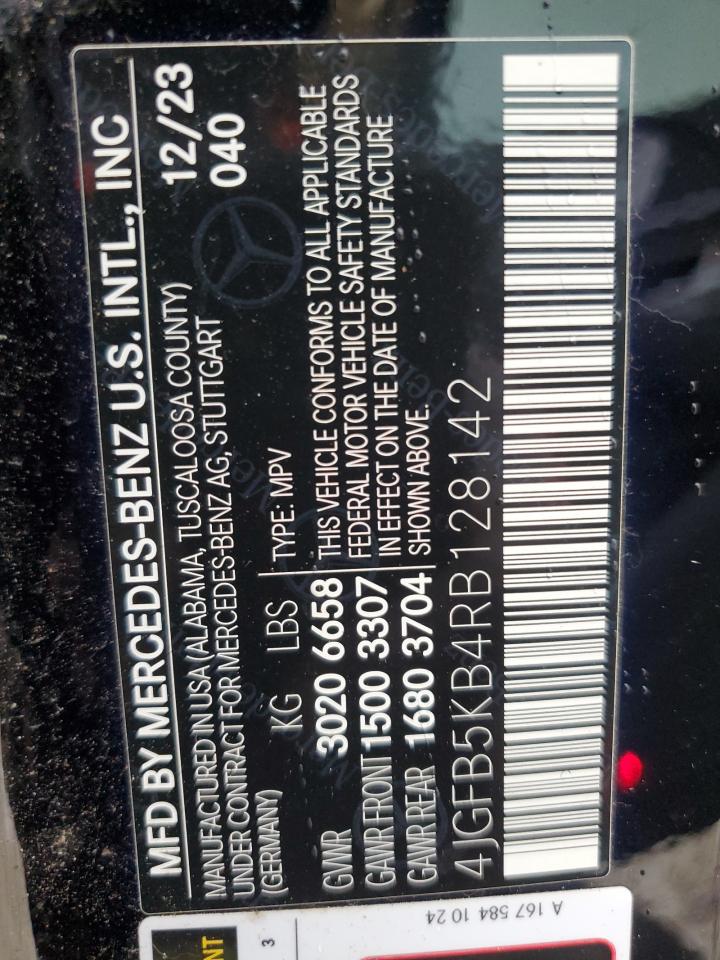 MFD BY MERCEDES-BENZ U.S. INTL., INC
MANUFACTURED IN USA (ALABAMA, TUSCALOOSA COUNTY) 12/23
UNDER CONTRACT FOR MERCEDES-BENZ AG, STUTTGART 040
(GERMANY)
KG LBS TYPE: MPV
GVWR 3020 6658 THIS VEHICLE CONFORMS TO ALL APPLICABLE
GAWR FRONT 1500 3307 FEDERAL MOTOR VEHICLE SAFETY STANDARDS
IN EFFECT ON THE DATE OF MANUFACTURE
GAWR REAR 1680 3704 SHOWN ABOVE.
4JGFB5KB4RB128142
A 167 584 10 24
3